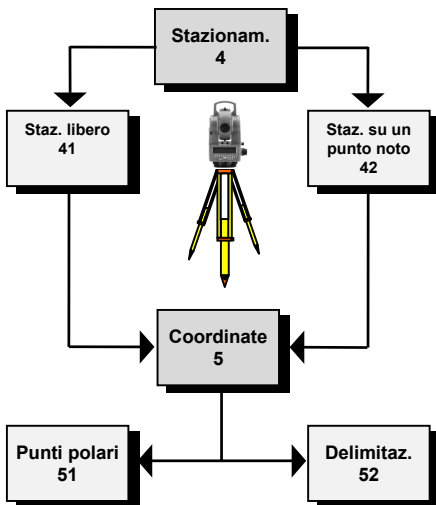 Stazionam.
4
Staz. libero
41
Staz. su un
punto noto
42
Coordinate
5
Punti polari
51
Delimitaz.
52